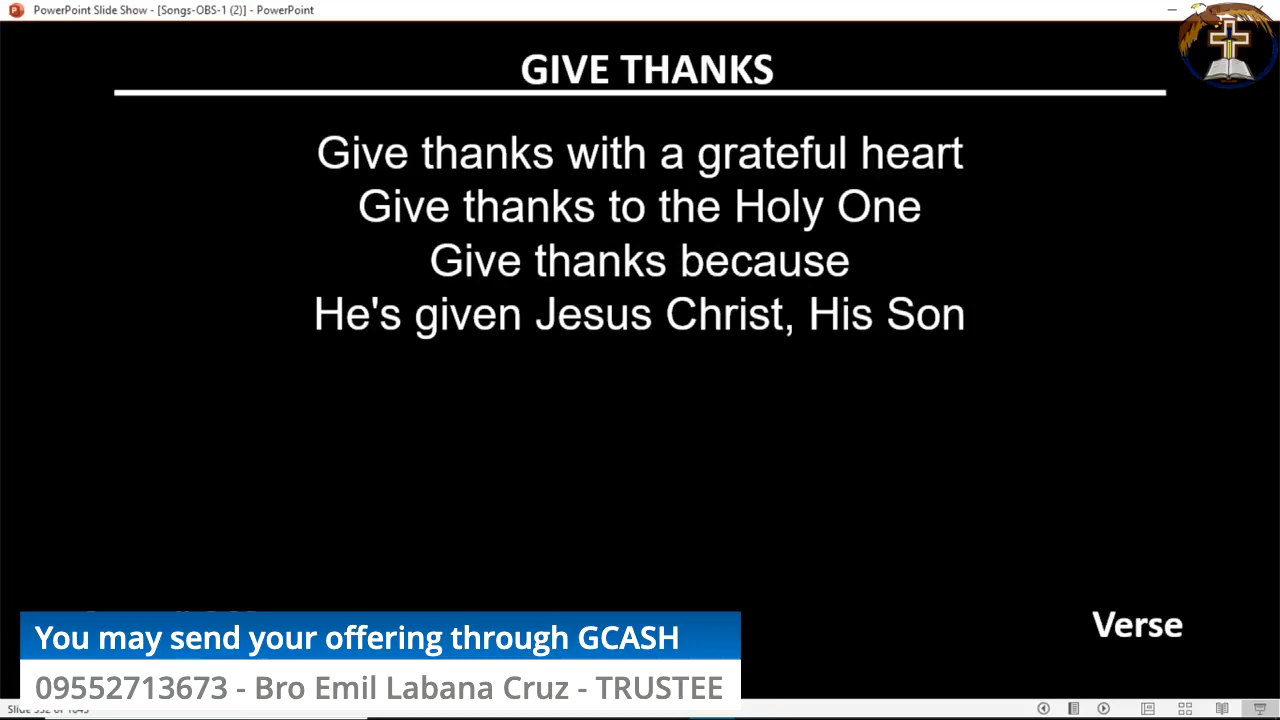 PowerPoint Slide Show - [Songs-OBS-1 (2)] - PowerPoint
GIVE THANKS
Give thanks with a grateful heart
Give thanks to the Holy One
Give thanks because
He's given Jesus Christ, His Son
Verse
You may send your offering through GCASH
09552713673 - Bro Emil Labana Cruz - TRUSTEE